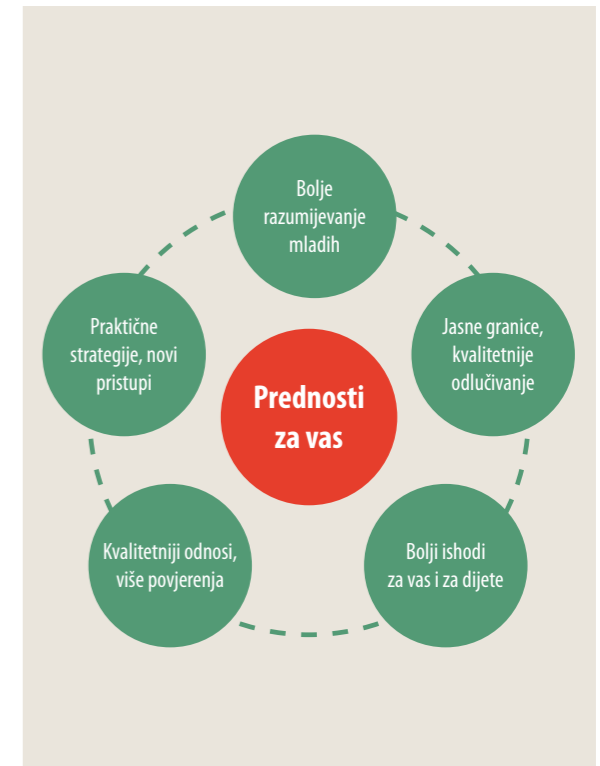 Bolje
razumijevanje
mladih
Jasne granice,
kvalitetnije
odlučivanje
Bolji ishodi
za vas i za dijete
Kvalitetniji odnosi,
više povjerenja
Praktične
strategije, novi
pristupi
Prednosti
za vas